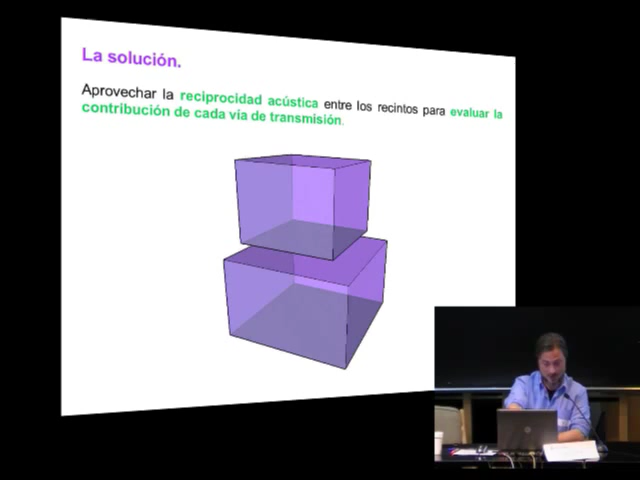 La solución.
Aprovechar la reciprocidad acústica entre los recintos para evaluar la
contribución de cada vía de transmisión.